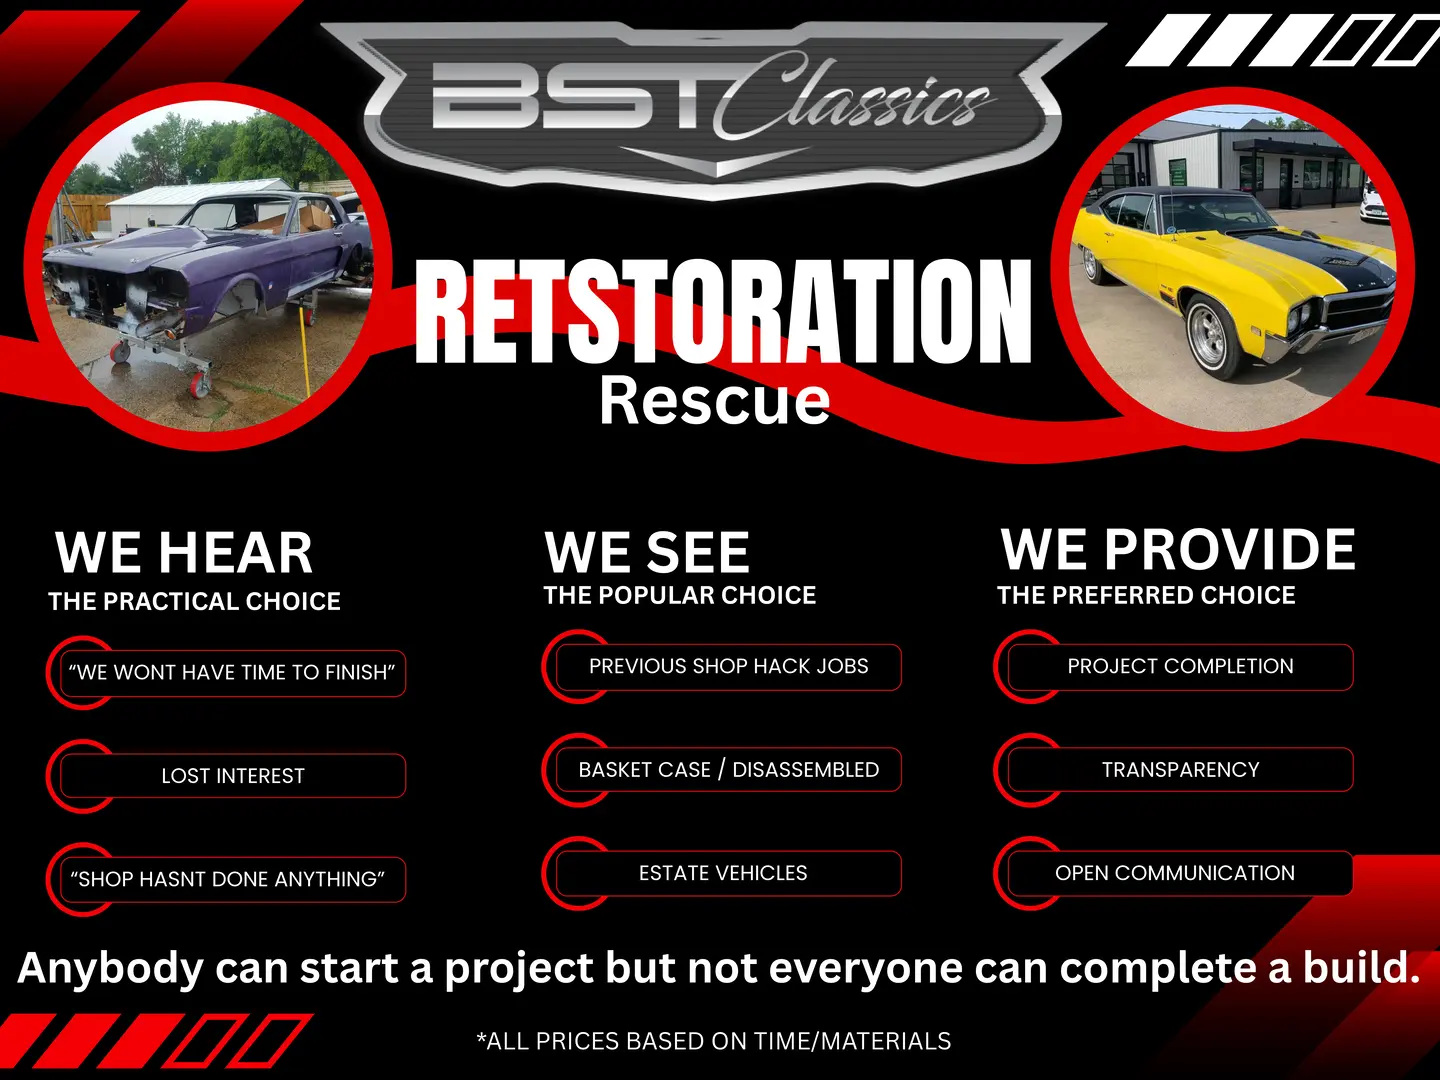 BST Classics
RETSTORATION
Rescue
WE HEAR
THE PRACTICAL CHOICE
“WE WONT HAVE TIME TO FINISH”
LOST INTEREST
“SHOP HASNT DONE ANYTHING”
WE SEE
THE POPULAR CHOICE
PREVIOUS SHOP HACK JOBS
BASKET CASE / DISASSEMBLED
ESTATE VEHICLES
WE PROVIDE
THE PREFERRED CHOICE
PROJECT COMPLETION
TRANSPARENCY
OPEN COMMUNICATION
Anybody can start a project but not everyone can complete a build.
*ALL PRICES BASED ON TIME/MATERIALS